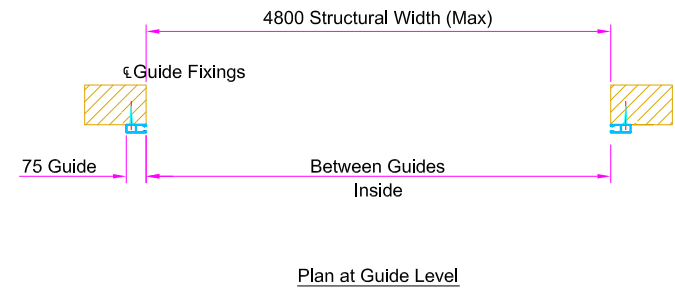 4800 Structural Width (Max)
℄Guide Fixings
75 Guide
Between Guides
Inside
Plan at Guide Level